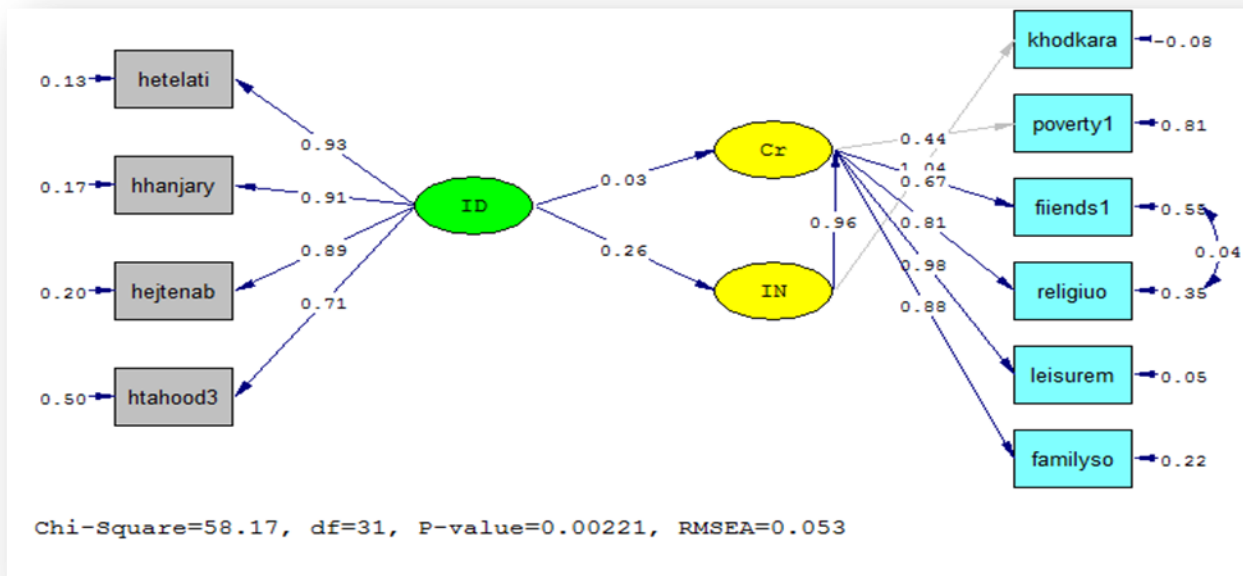 khodkara
-0.08
0.13
hetelati
0.93
0.44
poverty1
0.81
Cr
1.04
0.67
0.17
hhanjary
0.91
ID
0.03
fiiends1
0.55
0.81
0.04
0.89
0.26
0.96
0.98
0.20
hejtenab
0.71
IN
0.88
religiuo
0.35
leisurem
0.05
0.50
htahood3
familyso
0.22
Chi-Square=58.17, df=31, P-value=0.00221, RMSEA=0.053